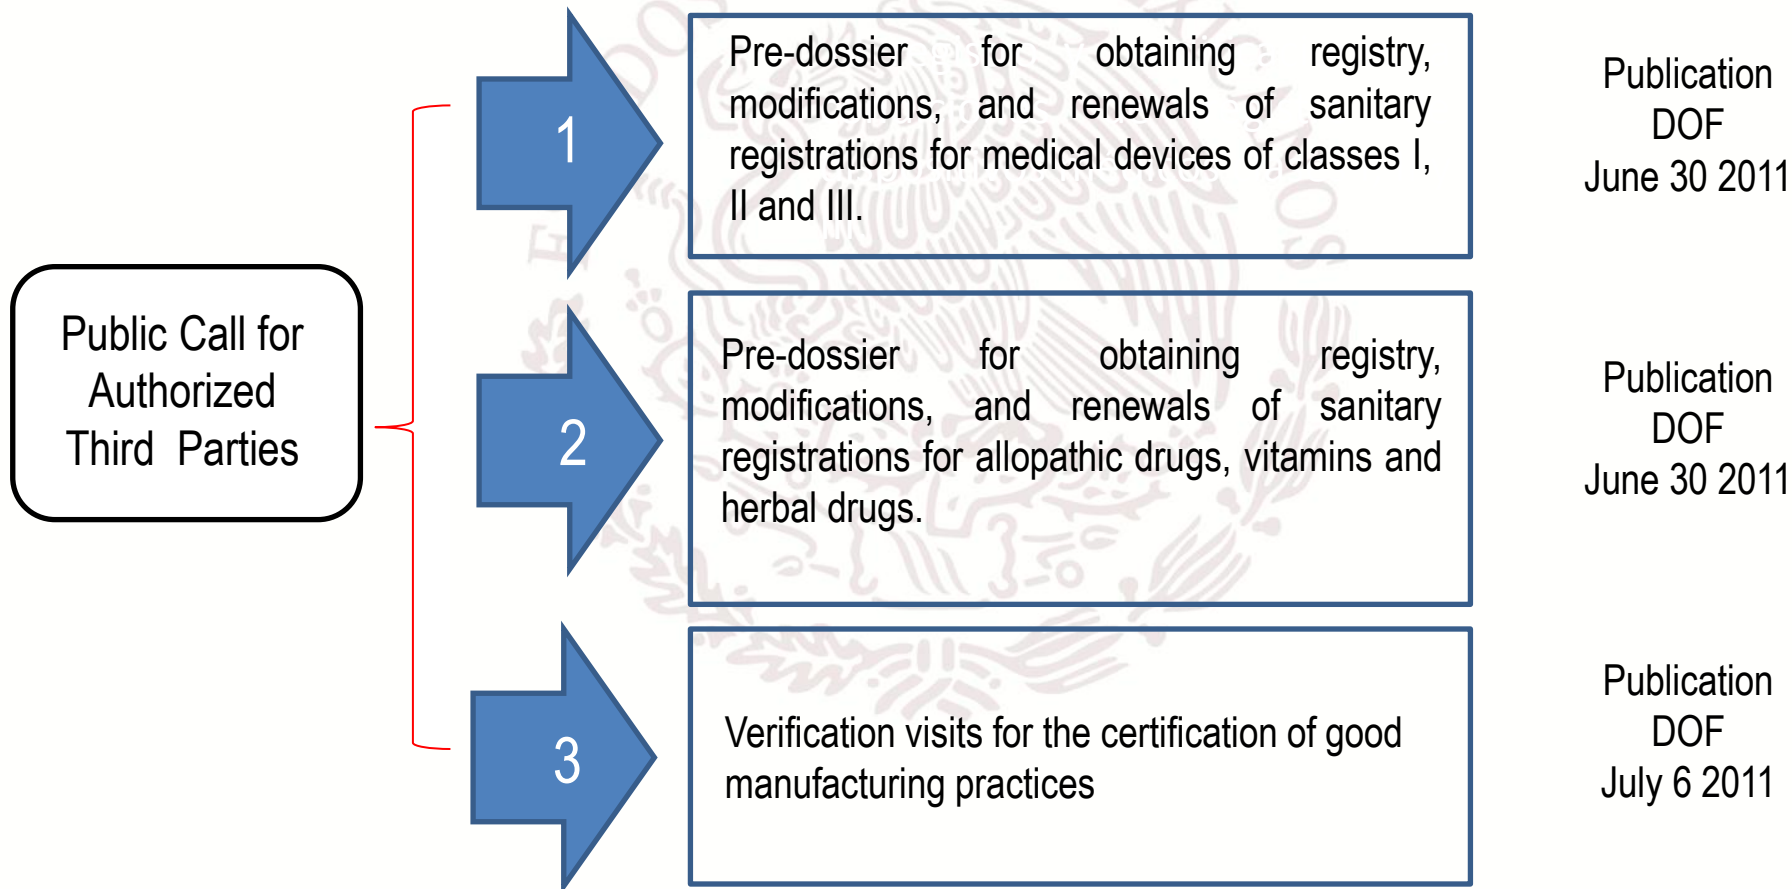 Public Call for
Authorized
Third Parties
1
Pre-dossier for obtaining registry,
modifications, and renewals of sanitary
registrations for medical devices of classes I,
II and III.
Publication
DOF
June 30 2011
2
Pre-dossier for obtaining registry,
modifications, and renewals of sanitary
registrations for allopathic drugs, vitamins and
herbal drugs.
Publication
DOF
June 30 2011
3
Verification visits for the certification of good
manufacturing practices
Publication
DOF
July 6 2011